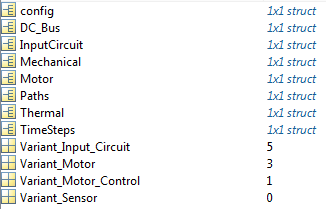 config 1x1 struct
DC_Bus 1x1 struct
InputCircuit 1x1 struct
Mechanical 1x1 struct
Motor 1x1 struct
Paths 1x1 struct
Thermal 1x1 struct
TimeSteps 1x1 struct
Variant_Input_Circuit 5
Variant_Motor 3
Variant_Motor_Control 1
Variant_Sensor 0